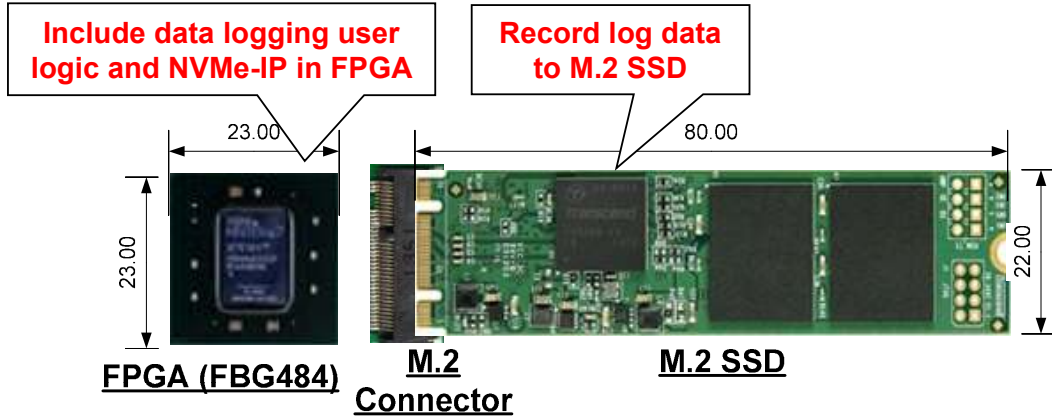 Include data logging user
logic and NVMe-IP in FPGA
Record log data
to M.2 SSD
23.00
80.00
23.00
22.00
FPGA (FBG484)
M.2
Connector
M.2 SSD